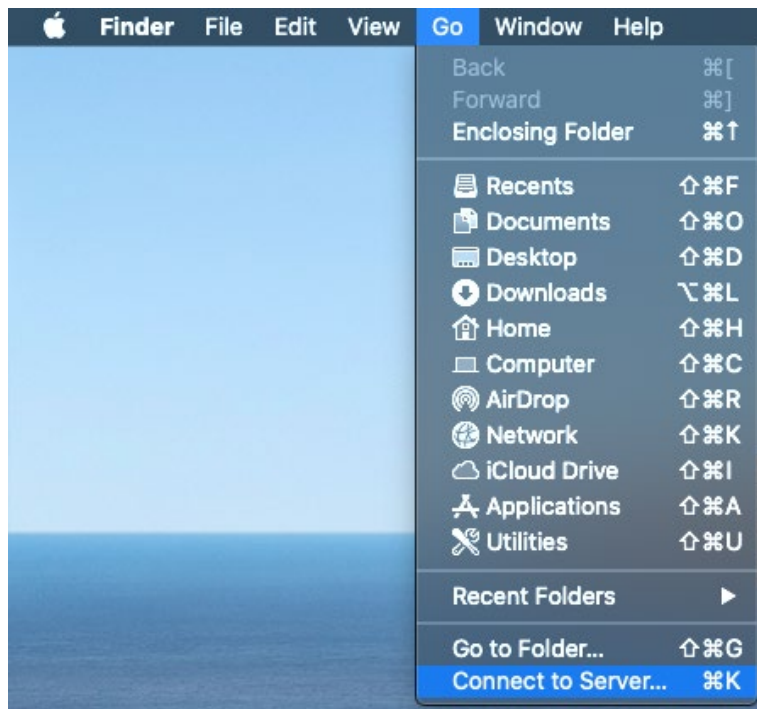 Finder File Edit View Go Window Help
Back ⌘[
Forward ⌘]
Enclosing Folder ⌘↑
Recents ⇧⌘F
Documents ⇧⌘O
Desktop ⇧⌘D
Downloads ⌥⌘L
Home ⇧⌘H
Computer ⇧⌘C
AirDrop ⇧⌘R
Network ⇧⌘K
iCloud Drive ⇧⌘I
Applications ⇧⌘A
Utilities ⇧⌘U
Recent Folders ▶
Go to Folder... ⇧⌘G
Connect to Server... ⌘K